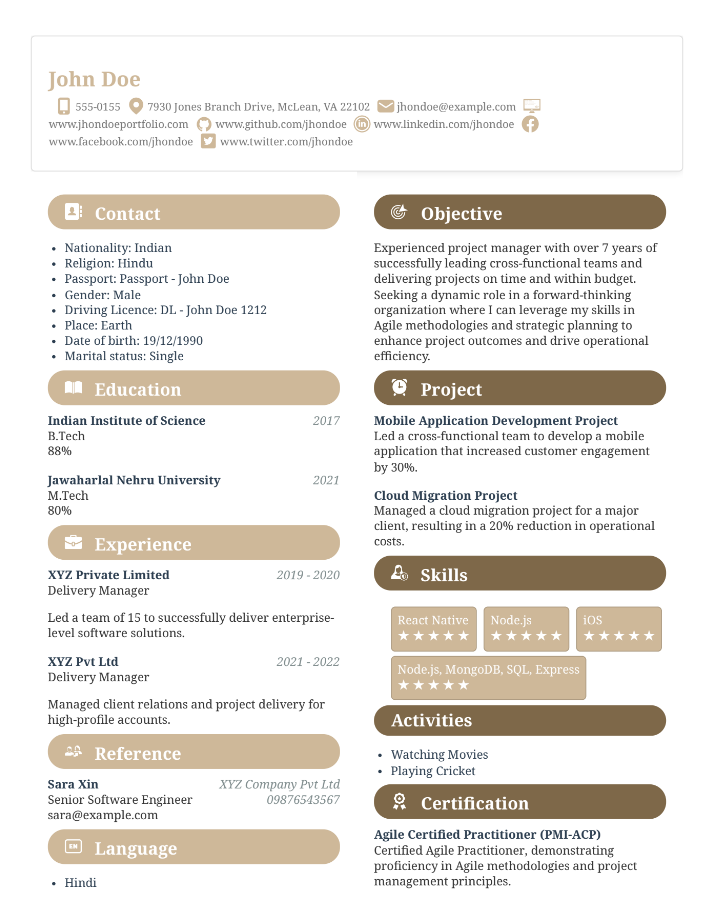 John Doe
555-0155 7930 Jones Branch Drive, McLean, VA 22102 jhondoe@example.com
www.jhondoeportfolio.com www.github.com/jhondoe www.linkedin.com/jhondoe
www.facebook.com/jhondoe www.twitter.com/jhondoe
Contact
• Nationality: Indian
• Religion: Hindu
• Passport: Passport - John Doe
• Gender: Male
• Driving Licence: DL - John Doe 1212
• Place: Earth
• Date of birth: 19/12/1990
• Marital status: Single
Education
Indian Institute of Science 2017
B.Tech
88%
Jawaharlal Nehru University 2021
M.Tech
80%
Experience
XYZ Private Limited 2019 - 2020
Delivery Manager
Led a team of 15 to successfully deliver enterprise-
level software solutions.
XYZ Pvt Ltd 2021 - 2022
Delivery Manager
Managed client relations and project delivery for
high-profile accounts.
Reference
Sara Xin XYZ Company Pvt Ltd
Senior Software Engineer 09876543567
sara@example.com
EN Language
• Hindi
Objective
Experienced project manager with over 7 years of
successfully leading cross-functional teams and
delivering projects on time and within budget.
Seeking a dynamic role in a forward-thinking
organization where I can leverage my skills in
Agile methodologies and strategic planning to
enhance project outcomes and drive operational
efficiency.
Project
Mobile Application Development Project
Led a cross-functional team to develop a mobile
application that increased customer engagement
by 30%.
Cloud Migration Project
Managed a cloud migration project for a major
client, resulting in a 20% reduction in operational
costs.
Skills
React Native Node.js iOS
★★★★★ ★★★★★ ★★★★★
Node.js, MongoDB, SQL, Express
★★★★★
Activities
• Watching Movies
• Playing Cricket
Certification
Agile Certified Practitioner (PMI-ACP)
Certified Agile Practitioner, demonstrating
proficiency in Agile methodologies and project
management principles.